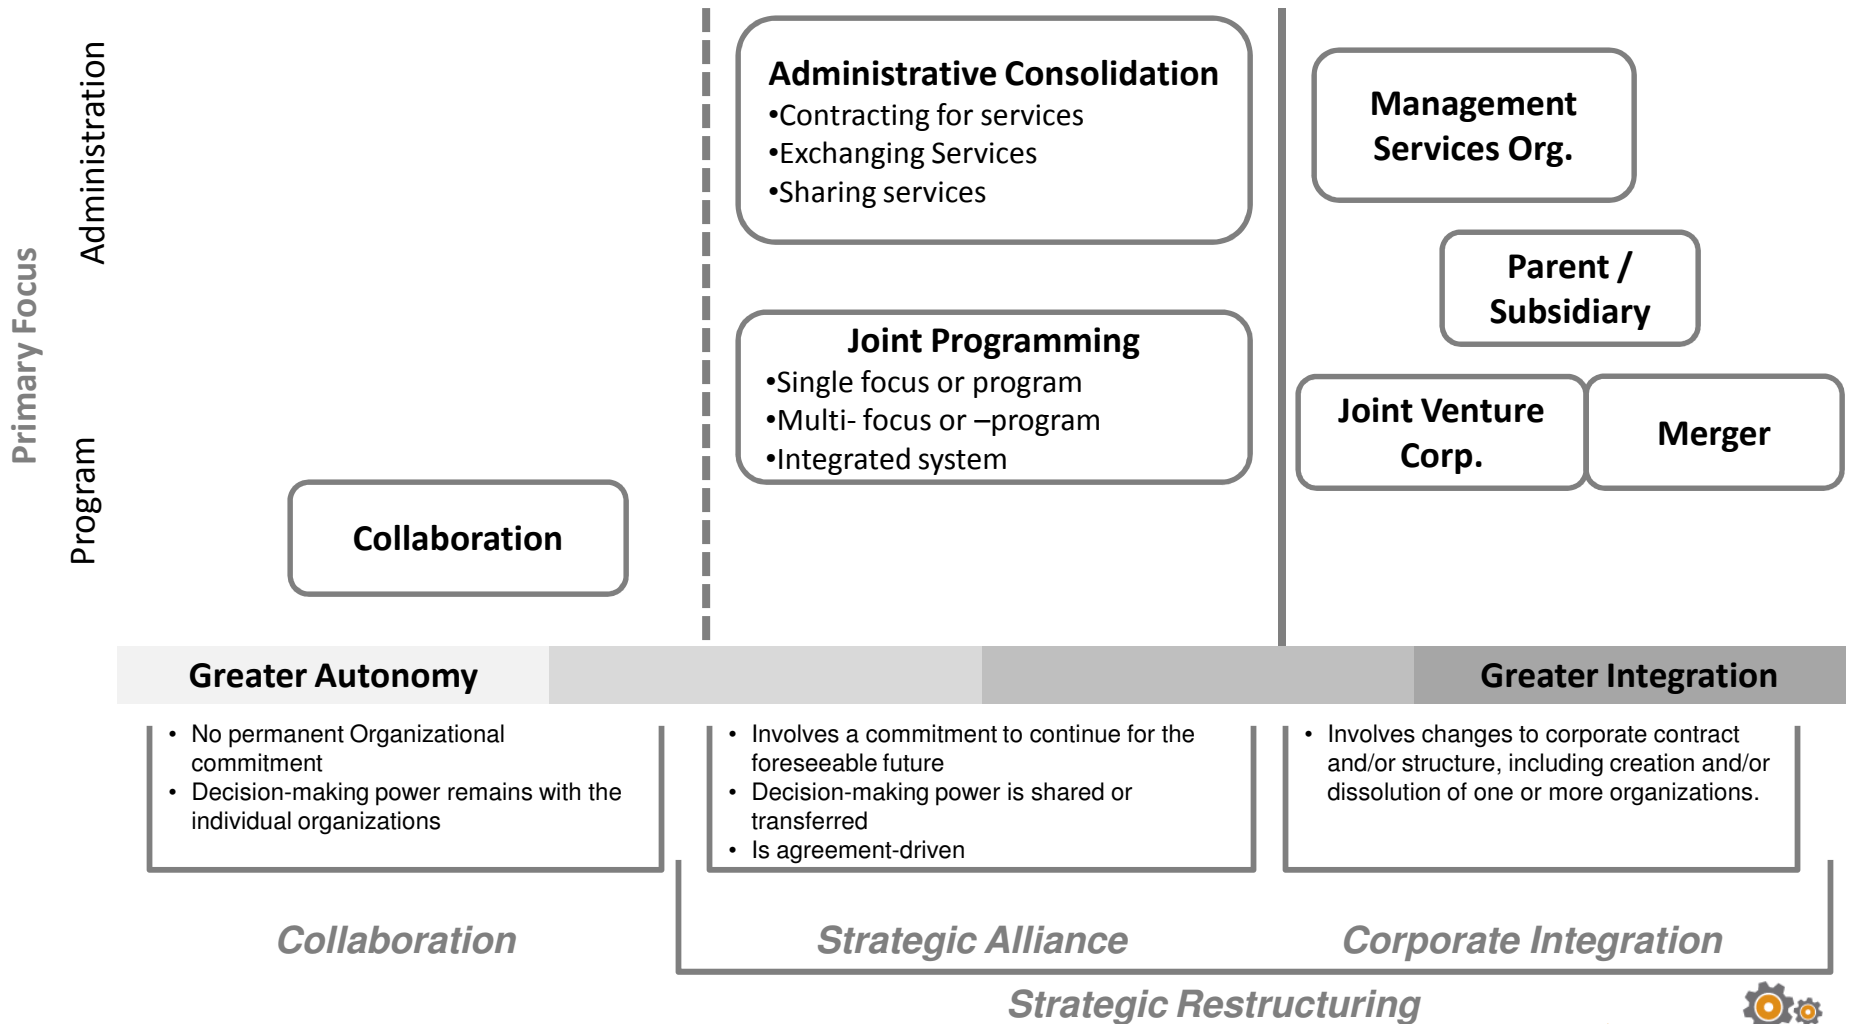 Primary Focus
Administration
Program
Administrative Consolidation
•Contracting for services
•Exchanging Services
•Sharing services
Joint Programming
•Single focus or program
•Multi- focus or –program
•Integrated system
Collaboration
Management
Services Org.
Parent /
Subsidiary
Joint Venture
Corp.
Merger
Greater Autonomy
Greater Integration
• No permanent Organizational
commitment
• Decision-making power remains with the
individual organizations
• Involves a commitment to continue for the
foreseeable future
• Decision-making power is shared or
transferred
• Is agreement-driven
• Involves changes to corporate contract
and/or structure, including creation and/or
dissolution of one or more organizations.
Collaboration
Strategic Alliance
Corporate Integration
Strategic Restructuring